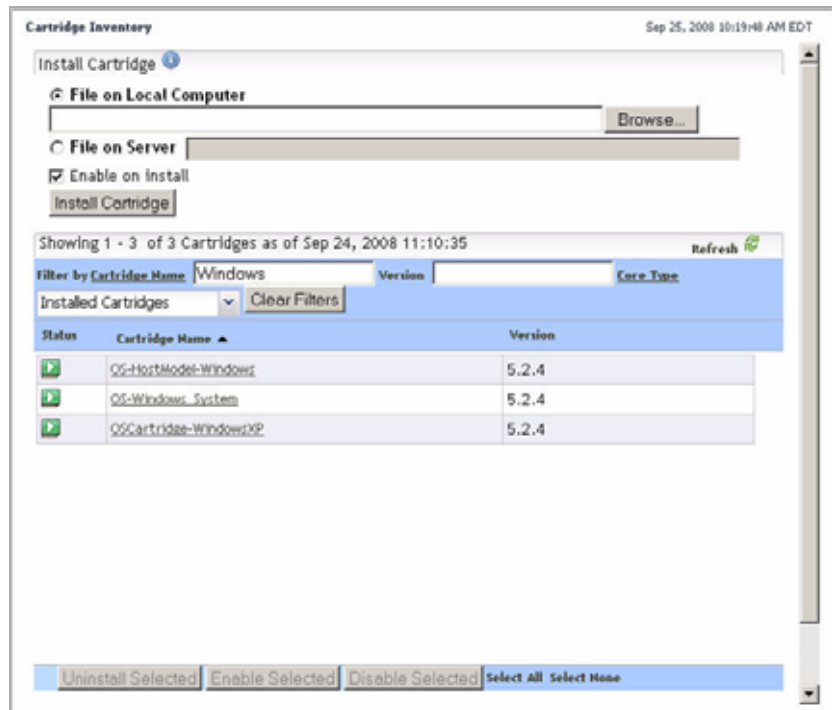 Cartridge Inventory Sep 25, 2008 10:19:48 AM EDT
Install Cartridge
File on Local Computer
Browse...
File on Server
Enable on install
Install Cartridge
Showing 1 - 3 of 3 Cartridges as of Sep 24, 2008 11:10:35 Refresh
Filter by Cartridge Name Windows Version Core Type
Installed Cartridges Clear Filters
Status Cartridge Name Version
OS-HostModel-Windows 5.2.4
OS-Windows_System 5.2.4
OSCartridge-WindowsXP 5.2.4
Uninstall Selected Enable Selected Disable Selected Select All Select None